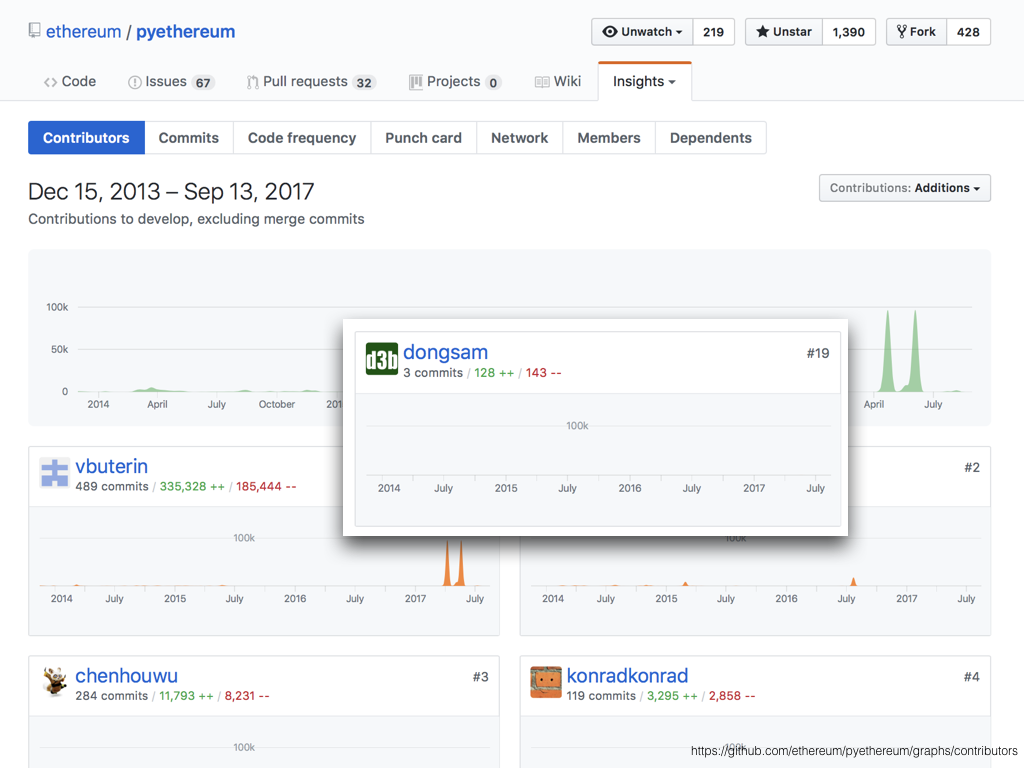 ethereum / pyethereum
Unwatch 219 Unstar 1,390 Fork 428
Code Issues 67 Pull requests 32 Projects 0 Wiki Insights
Contributors Commits Code frequency Punch card Network Members Dependents
Dec 15, 2013 – Sep 13, 2017
Contributions: Additions
Contributions to develop, excluding merge commits
100k
50k
0
2014 April July October April July
d3b
dongsam #19
3 commits / 128 ++ / 143 --
100k
2014 July 2015 July 2016 July 2017 July
vbuterin
489 commits / 335,328 ++ / 185,444 --
100k
2014 July 2015 July 2016 July 2017 July
#2
100k
2014 July 2015 July 2016 July 2017 July
chenhouwu #3
284 commits / 11,793 ++ / 8,231 --
100k
konradkonrad #4
119 commits / 3,295 ++ / 2,858 --
100k
https://github.com/ethereum/pyethereum/graphs/contributors